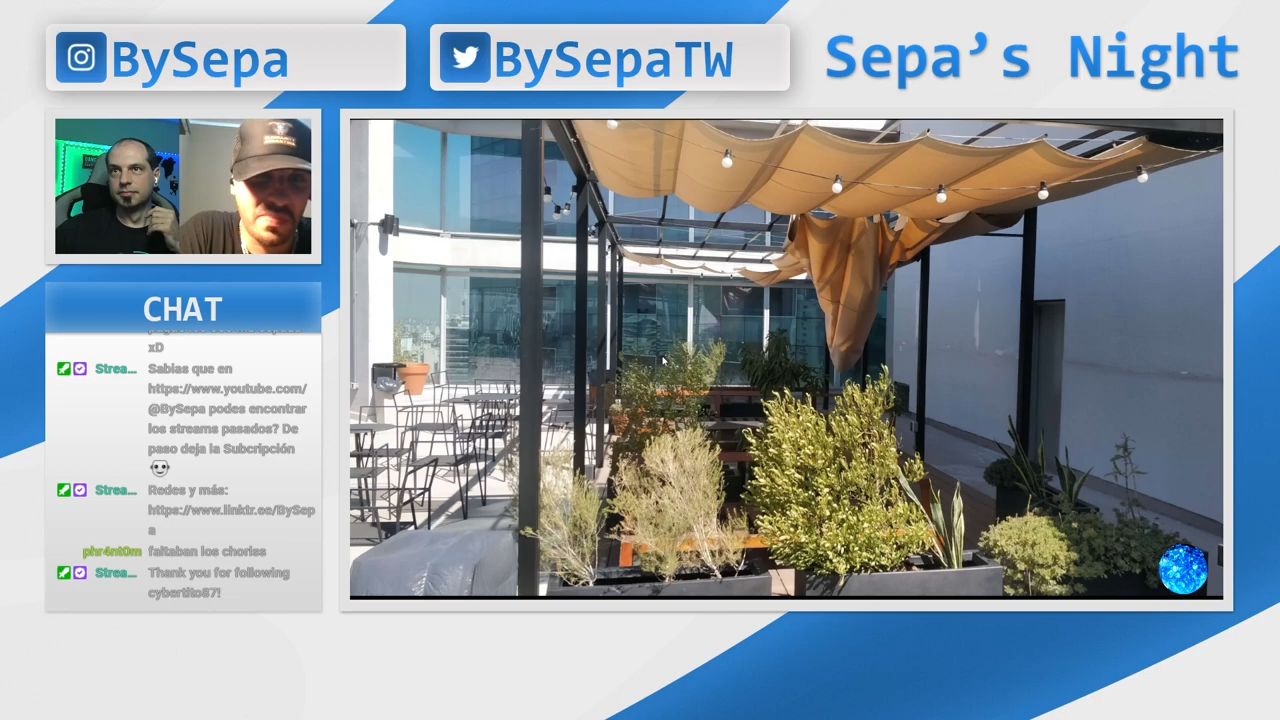 BySepa
BySepaTW
Sepa’s Night
CHAT
xD
Strea... Sabias que en
https://www.youtube.com/
@BySepa podes encontrar
los streams pasados? De
paso deja la Subcripción
Strea... Redes y más:
https://www.linktr.ee/BySep
a
phr4nt0m faltaban los choriss
Strea... Thank you for following
cybertito87!